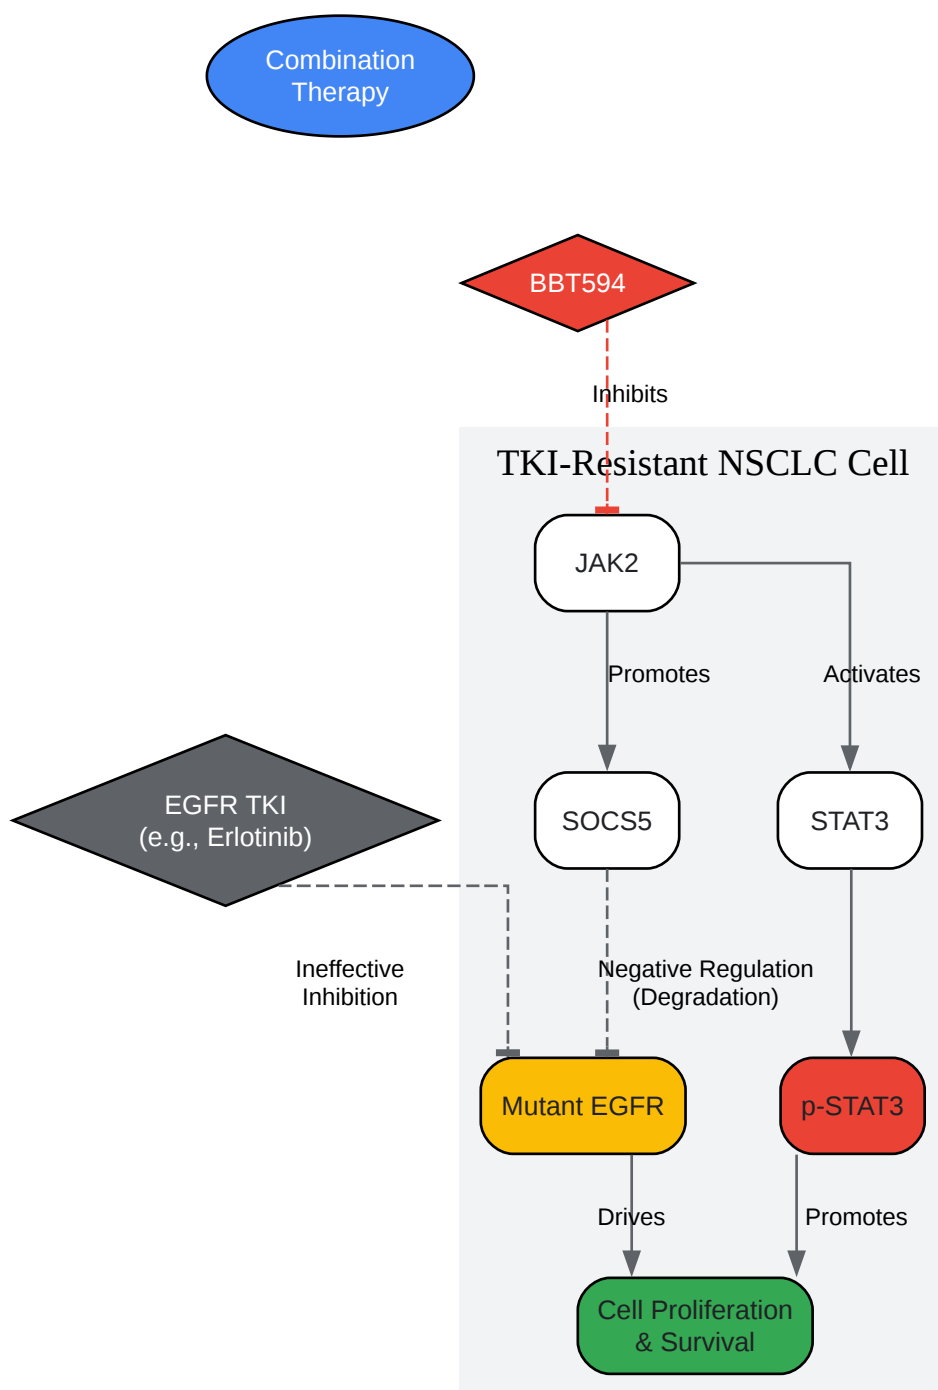 Combination
Therapy
BBT594
Inhibits
TKI-Resistant NSCLC Cell
JAK2
Promotes
Activates
EGFR TKI
(e.g., Erlotinib)
SOCS5
STAT3
Ineffective
Inhibition
Negative Regulation
(Degradation)
Mutant EGFR
p-STAT3
Drives
Promotes
Cell Proliferation
& Survival